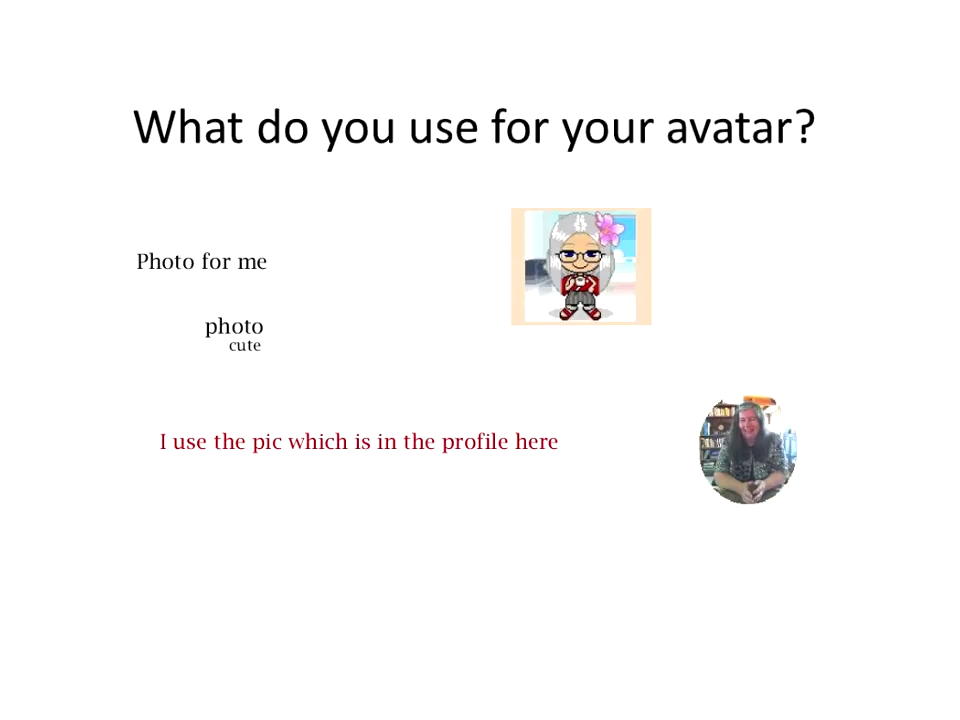 What do you use for your avatar?
Photo for me
photo
cute
I use the pic which is in the profile here